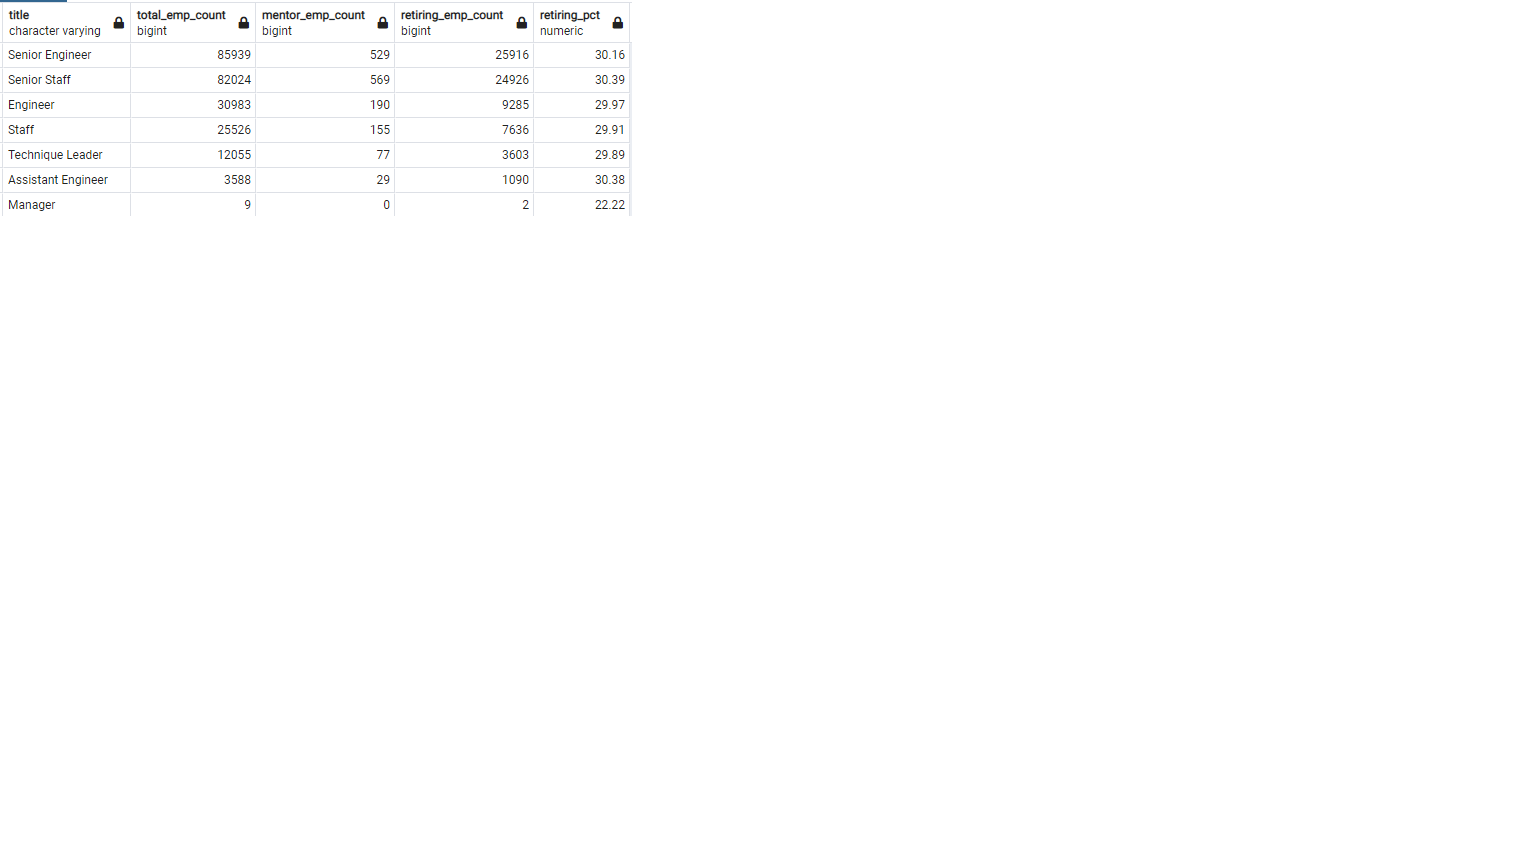 title total_emp_count mentor_emp_count retiring_emp_count retiring_pct
character varying bigint bigint bigint numeric
Senior Engineer 85939 529 25916 30.16
Senior Staff 82024 569 24926 30.39
Engineer 30983 190 9285 29.97
Staff 25526 155 7636 29.91
Technique Leader 12055 77 3603 29.89
Assistant Engineer 3588 29 1090 30.38
Manager 9 0 2 22.22